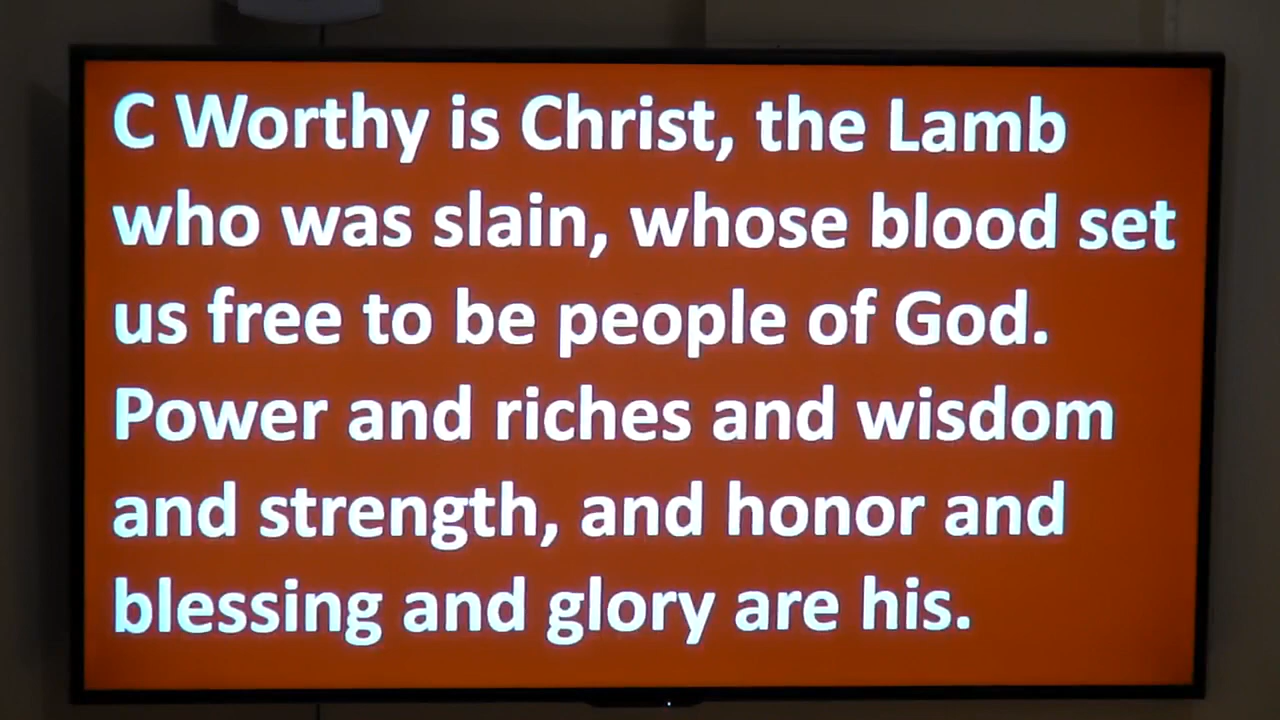 C Worthy is Christ, the Lamb
who was slain, whose blood set
us free to be people of God.
Power and riches and wisdom
and strength, and honor and
blessing and glory are his.